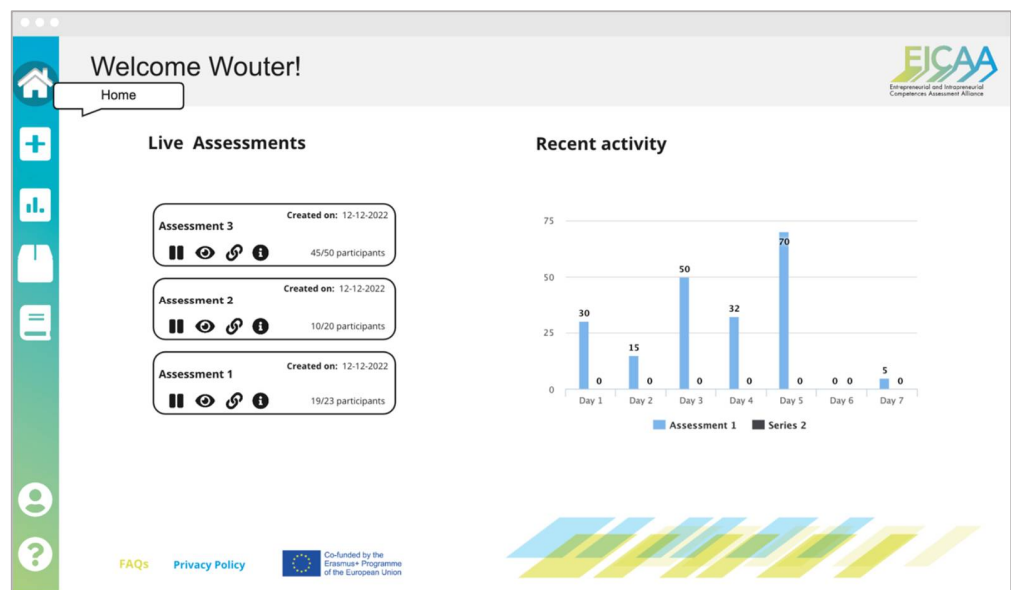 Welcome Wouter!
EICAA
Entrepreneurial and Intrapreneurial
Competences Assessment Alliance
Home
Live Assessments
Recent activity
Created on: 12-12-2022
Assessment 3
45/50 participants
Created on: 12-12-2022
Assessment 2
10/20 participants
Created on: 12-12-2022
Assessment 1
19/23 participants
75
50
25
0
30
0
15
0
50
0
32
0
70
0
0 0
5
0
Day 1 Day 2 Day 3 Day 4 Day 5 Day 6 Day 7
Assessment 1 Series 2
FAQs
Privacy Policy
Co-funded by the
Erasmus+ Programme
of the European Union